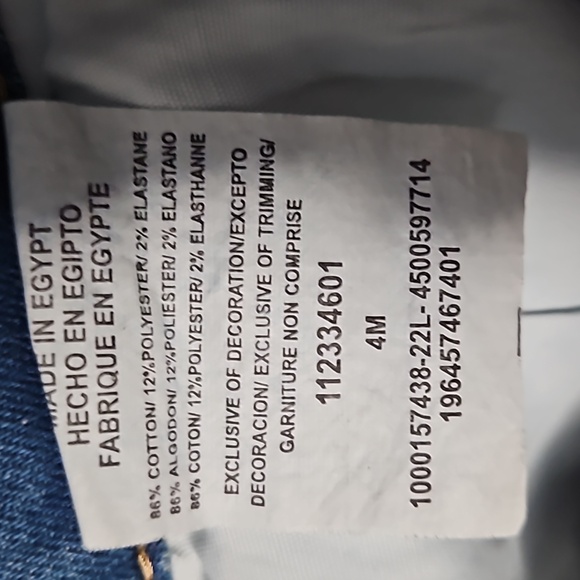 MADE IN EGYPT
HECHO EN EGIPTO
FABRIQUE EN EGYPTE
86% COTTON/ 12%POLYESTER/ 2% ELASTANE
86% ALGODON/ 12%POLIESTER/ 2% ELASTANO
86% COTON/ 12%POLYESTER/ 2% ELASTHANNE
EXCLUSIVE OF DECORATION/EXCEPTO
DECORACION/ EXCLUSIVE OF TRIMMING/
GARNITURE NON COMPRISE
112334601
4M
1000157438-22L- 4500597714
196457467401